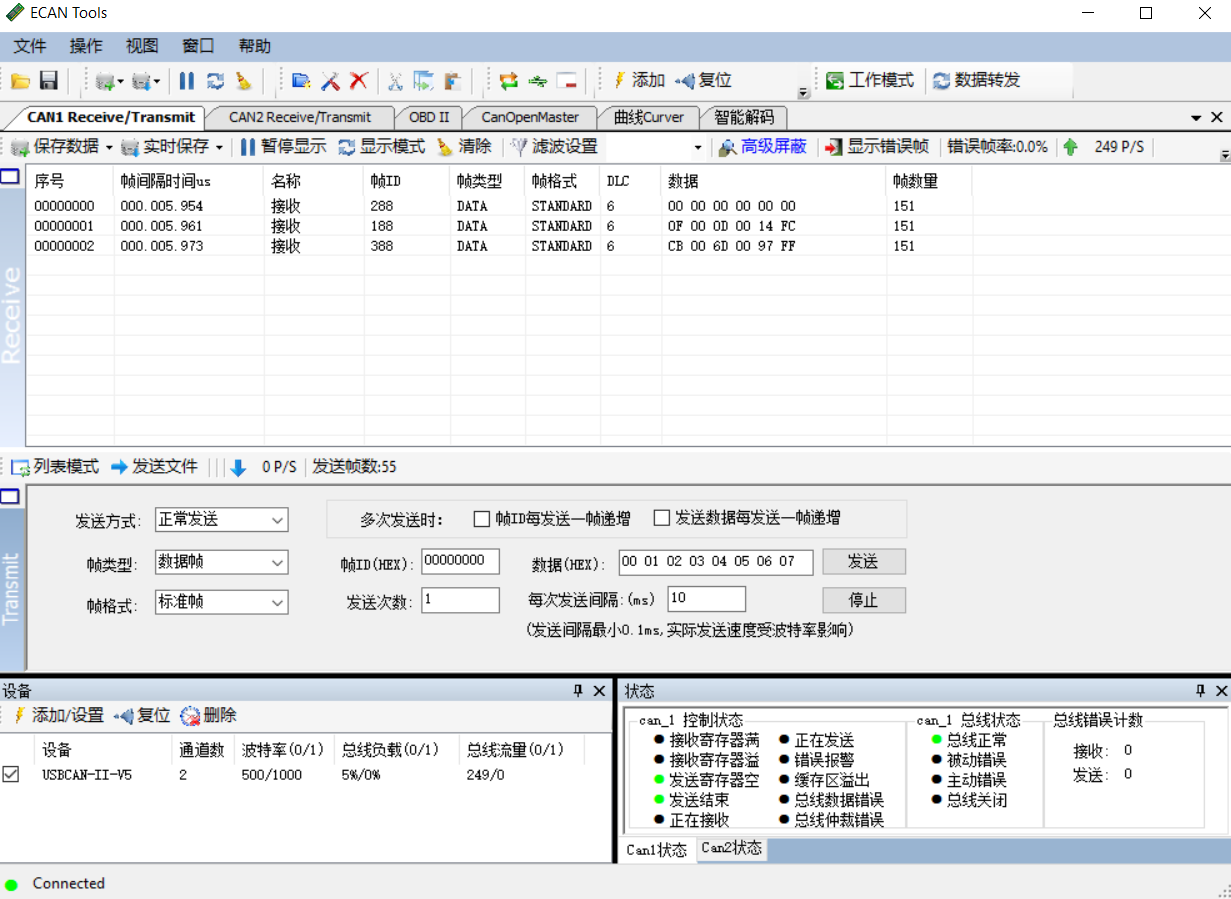 ECAN Tools
文件 操作 视图 窗口 帮助
添加 复位 工作模式 数据转发
CAN1 Receive/Transmit CAN2 Receive/Transmit OBD II CanOpenMaster 曲线Curver 智能解码
保存数据 实时保存 暂停显示 显示模式 清除 滤波设置 高级屏蔽 显示错误帧 错误帧率:0.0% 249 P/S
序号 帧间隔时间us 名称 帧ID 帧类型 帧格式 DLC 数据 帧数量
00000000 000.005.954 接收 288 DATA STANDARD 6 00 00 00 00 00 00 151
00000001 000.005.961 接收 188 DATA STANDARD 6 0F 00 0D 00 14 FC 151
00000002 000.005.973 接收 388 DATA STANDARD 6 CB 00 6D 00 97 FF 151
Receive
列表模式 发送文件 0 P/S 发送帧数:55
发送方式: 正常发送 多次发送时: 帧ID每发送一帧递增 发送数据每发送一帧递增
帧类型: 数据帧 帧ID(HEX): 00000000 数据(HEX): 00 01 02 03 04 05 06 07 发送
帧格式: 标准帧 发送次数: 1 每次发送间隔:(ms) 10 停止
(发送间隔最小0.1ms,实际发送速度受波特率影响)
Transmit
设备
添加/设置 复位 删除
设备 通道数 波特率(0/1) 总线负载(0/1) 总线流量(0/1)
USBCAN-II-V5 2 500/1000 5%/0% 249/0
状态
can_1 控制状态 can_1 总线状态 总线错误计数
接收寄存器满 正在发送 总线正常
接收寄存器溢 错误报警 被动错误 接收: 0
发送寄存器空 缓存区溢出 主动错误 发送: 0
发送结束 总线数据错误 总线关闭
正在接收 总线仲裁错误
Can1状态 Can2状态
Connected